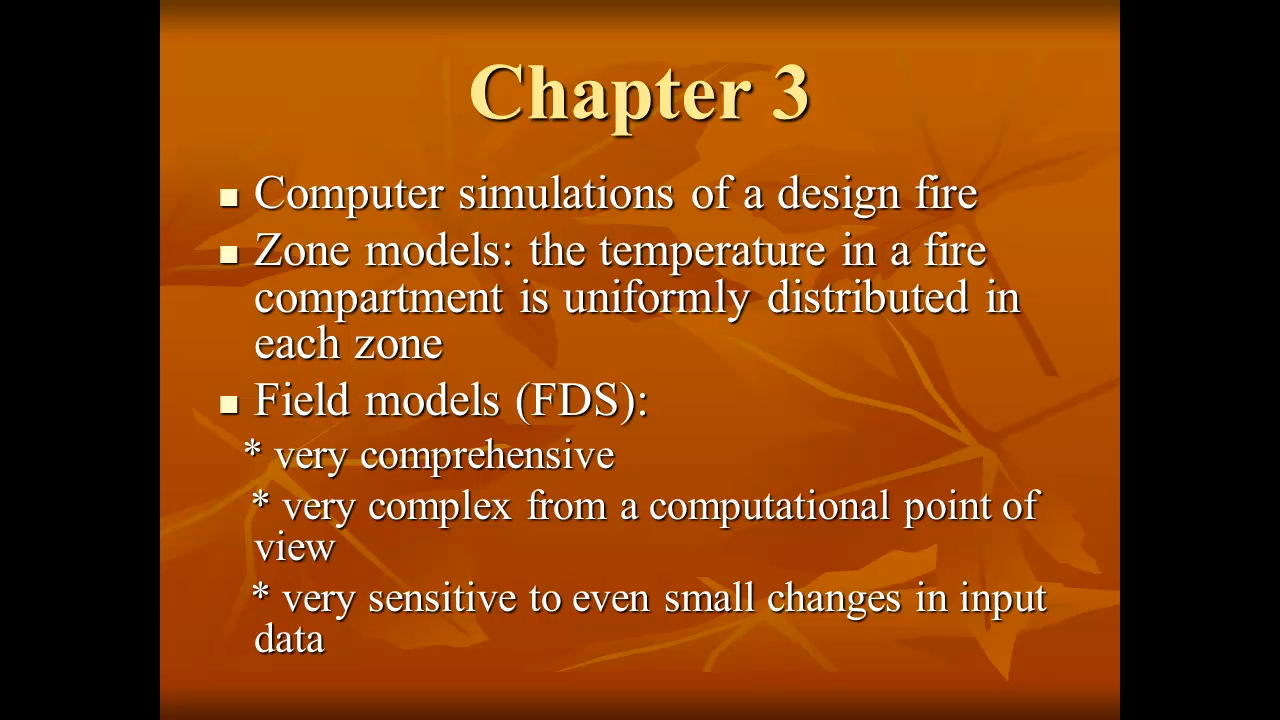 Chapter 3
Computer simulations of a design fire
Zone models: the temperature in a fire
compartment is uniformly distributed in
each zone
Field models (FDS):
* very comprehensive
* very complex from a computational point of
view
* very sensitive to even small changes in input
data